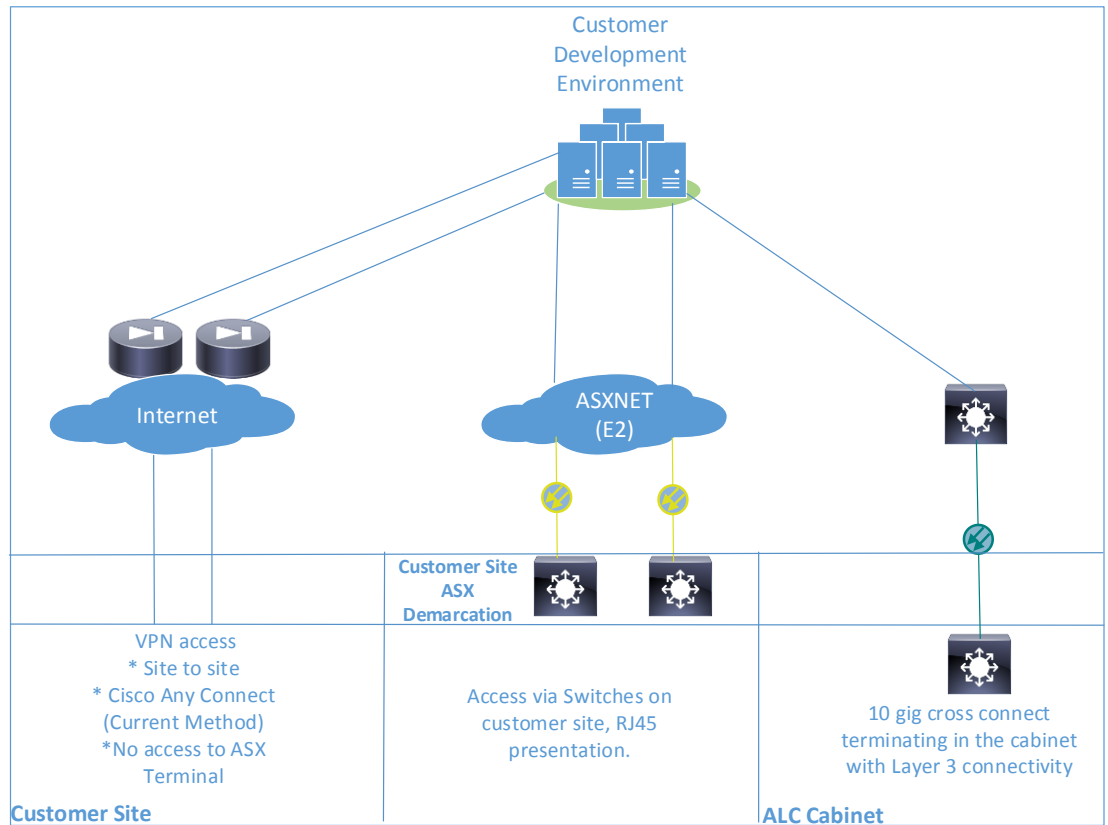 Customer
Development
Environment
Internet
ASXNET
(E2)
Customer Site
ASX
Demarcation
VPN access
* Site to site
* Cisco Any Connect
(Current Method)
*No access to ASX
Terminal
Access via Switches on
customer site, RJ45
presentation.
10 gig cross connect
terminating in the cabinet
with Layer 3 connectivity
Customer Site
ALC Cabinet